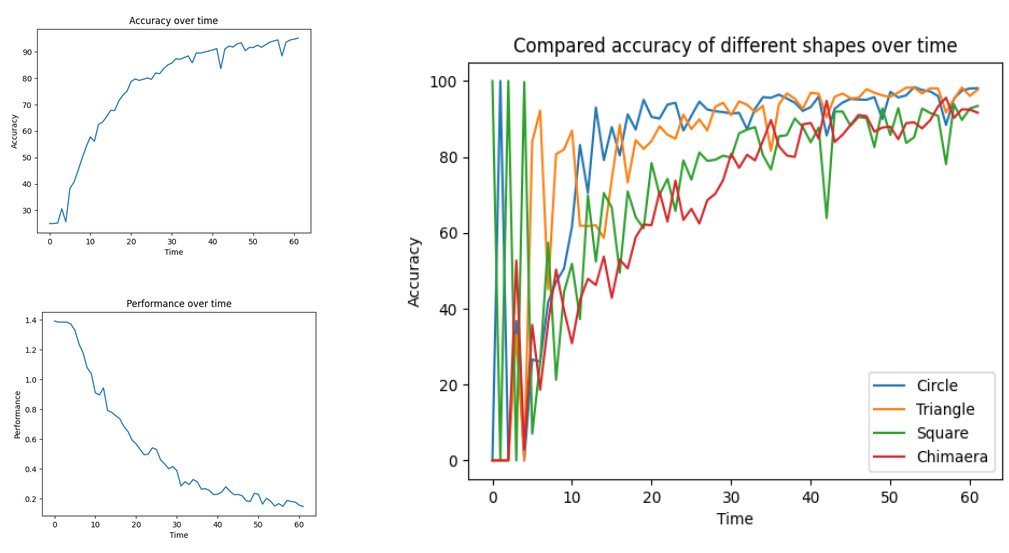 Accuracy over time
90
80
70
60
50
40
30
Accuracy
0 10 20 30 40 50 60
Time
Performance over time
1.4
1.2
1.0
0.8
0.6
0.4
0.2
Performance
0 10 20 30 40 50 60
Time
Compared accuracy of different shapes over time
100
80
60
40
20
0
Accuracy
0 10 20 30 40 50 60
Time
Circle
Triangle
Square
Chimaera